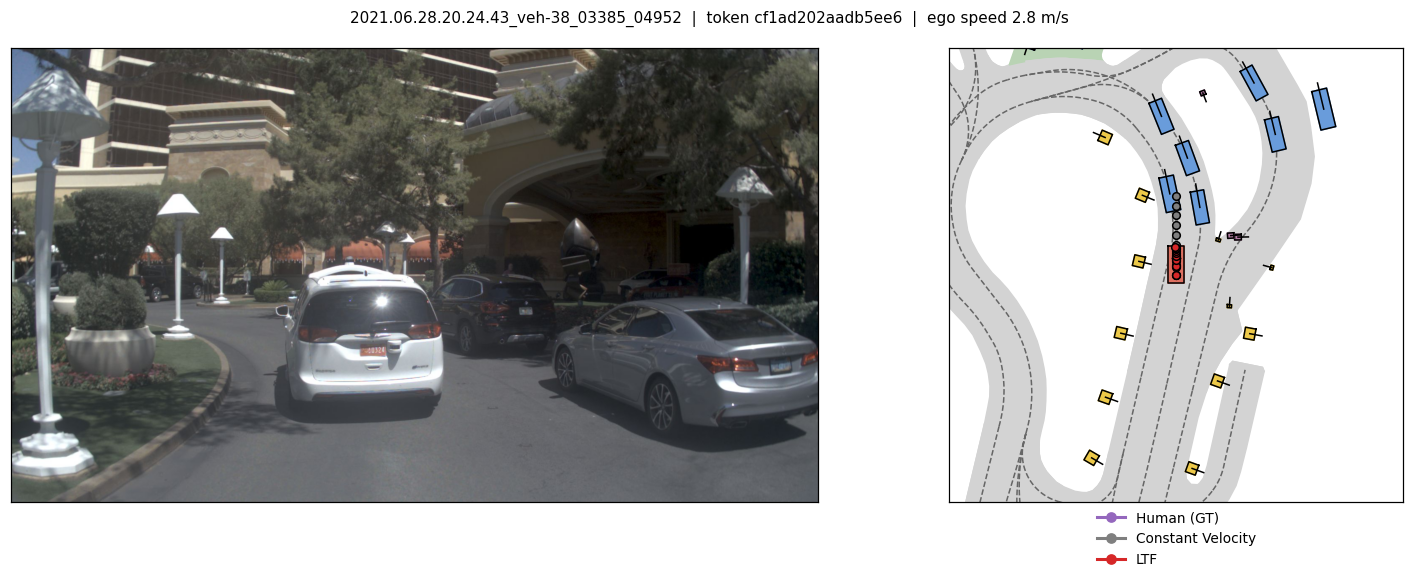 2021.06.28.20.24.43_veh-38_03385_04952 | token cf1ad202aadb5ee6 | ego speed 2.8 m/s
Human (GT)
Constant Velocity
LTF